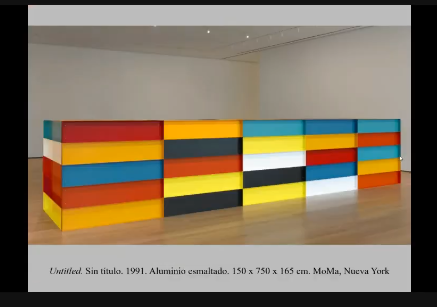 Untitled. Sin título. 1991. Aluminio esmaltado. 150 x 750 x 165 cm. MoMa, Nueva York